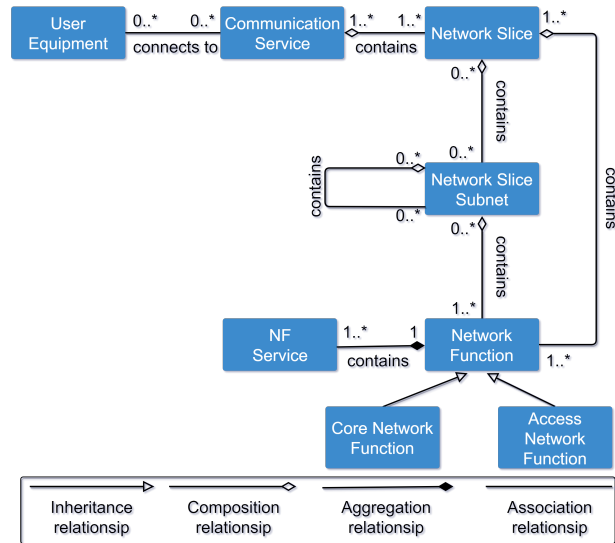 User
Equipment
0..*
0..*
connects to
Communication
Service
1..*
1..*
contains
Network Slice
1..*
0..*
contains
0..*
0..*
contains
Network Slice
Subnet
0..*
0..*
contains
contains
1..*
NF
Service
1..*
1
contains
Network
Function
1..*
Core Network
Function
Access
Network
Function
Inheritance
relationsip
Composition
relationsip
Aggregation
relationsip
Association
relationsip